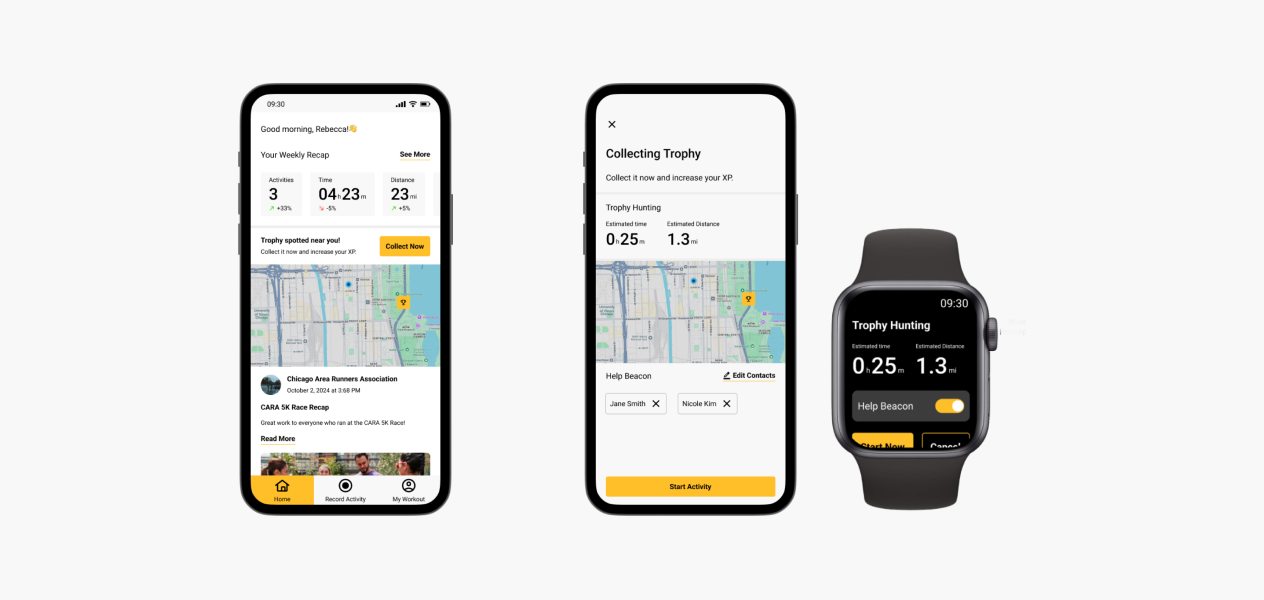 09:30
Good morning, Rebecca!👋
Your Weekly Recap
See More
Activities
3
+33%
Time
04h23m
-5%
Distance
23mi
+5%
Trophy spotted near you!
Collect it now and increase your XP.
Collect Now
Chicago Area Runners Association
October 2, 2024 at 3:68 PM
CARA 5K Race Recap
Great work to everyone who ran at the CARA 5K Race!
Read More
Home
Record Activity
My Workout
Collecting Trophy
Collect it now and increase your XP.
Trophy Hunting
Estimated time
0h25m
Estimated Distance
1.3mi
Help Beacon
Edit Contacts
Jane Smith
Nicole Kim
Start Activity
09:30
Trophy Hunting
Estimated time
0h25m
Estimated Distance
1.3m
Help Beacon
Start Now
Cancel